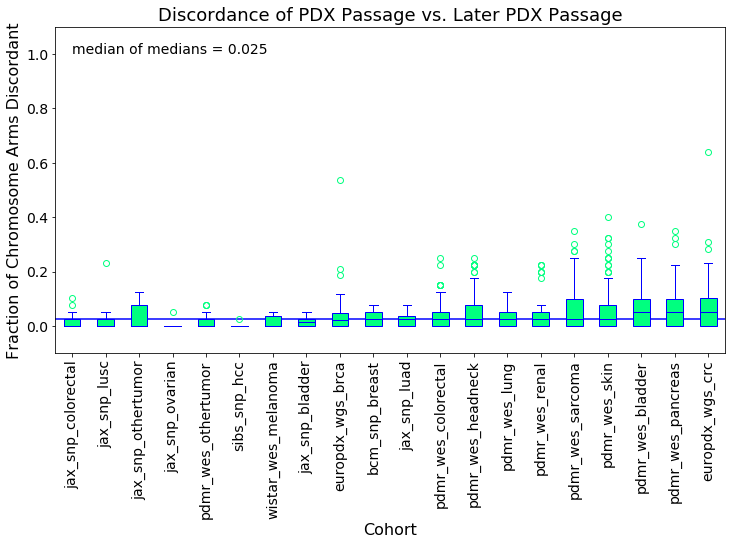 Discordance of PDX Passage vs. Later PDX Passage
median of medians = 0.025
Fraction of Chromosome Arms Discordant
1.0
0.8
0.6
0.4
0.2
0.0
jax_snp_colorectal
jax_snp_lusc
jax_snp_othertumor
jax_snp_ovarian
pdmr_wes_othertumor
sibs_snp_hcc
wistar_wes_melanoma
jax_snp_bladder
europdx_wgs_brca
bcm_snp_breast
jax_snp_luad
pdmr_wes_colorectal
pdmr_wes_headneck
pdmr_wes_lung
pdmr_wes_renal
pdmr_wes_sarcoma
pdmr_wes_skin
pdmr_wes_bladder
pdmr_wes_pancreas
europdx_wgs_crc
Cohort